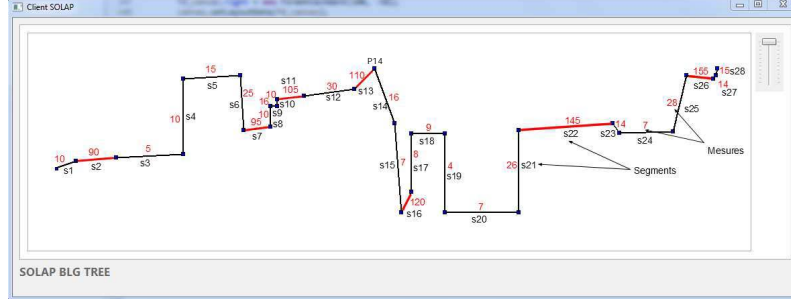 Client SOLAP
P14
15
s5
110
30
s11
105
s12
s13
s10
10
16
s9
10
s8
25
s6
95
s7
10
s4
10
s1
90
s2
5
s3
s14
16
s15
7
8
s17
120
s16
9
s18
4
s19
7
s20
26
s21
145
s22
14
s23
7
s24
28
s25
155
s26
15
s28
14
s27
Mesures
Segments
SOLAP BLG TREE